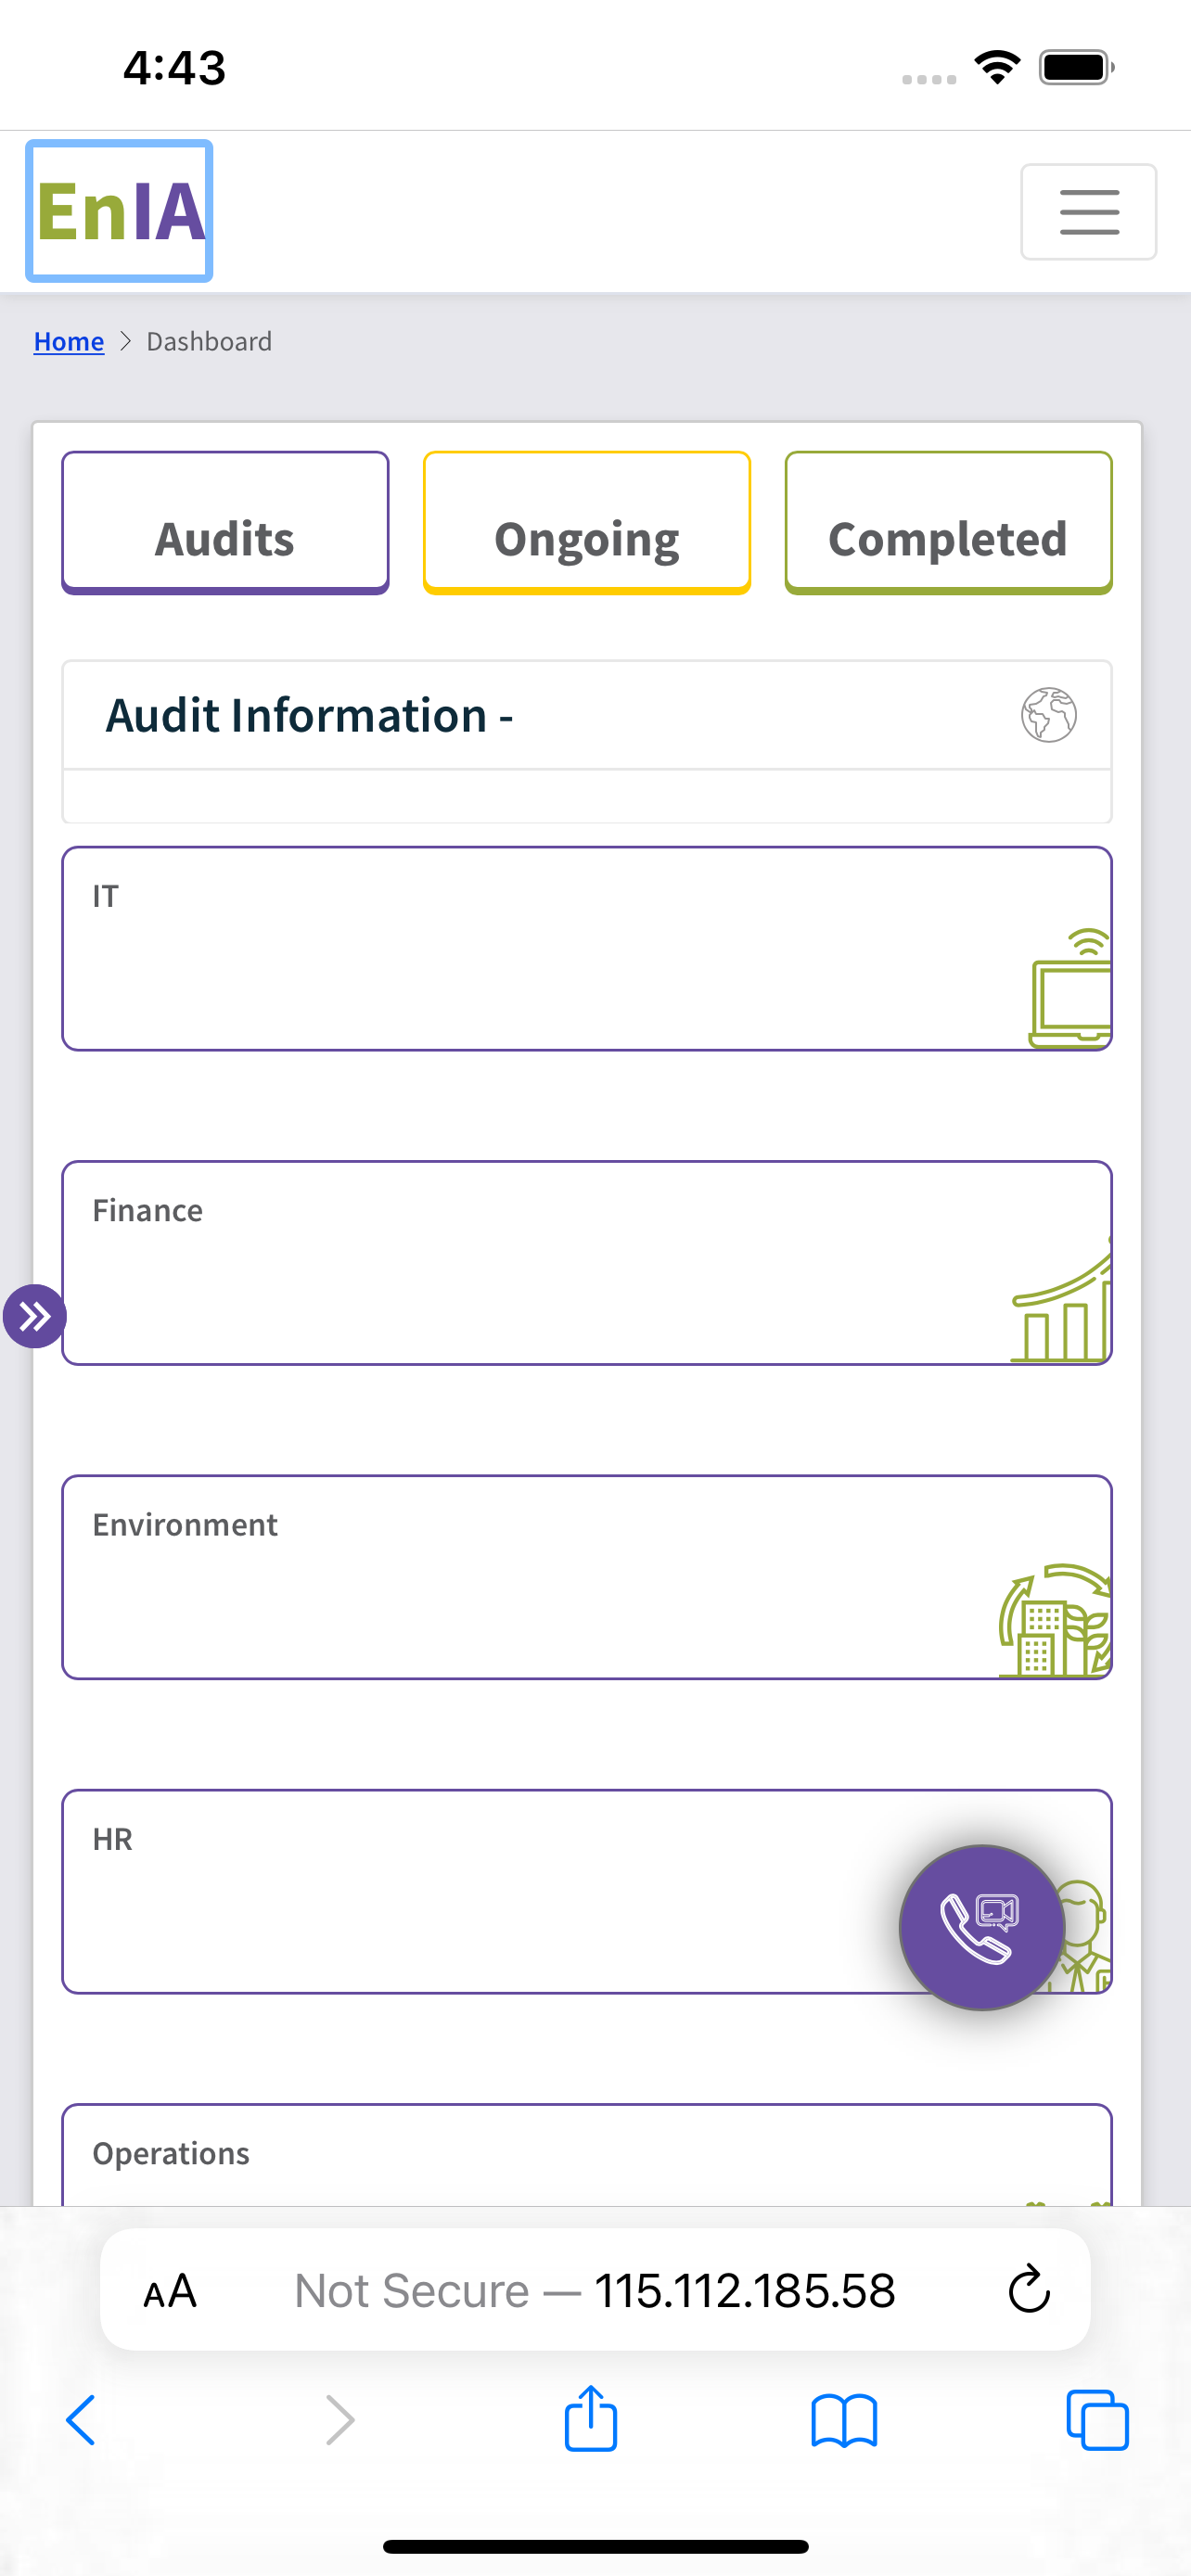 4:43
EnIA
Home > Dashboard
Audits
Ongoing
Completed
Audit Information -
IT
Finance
Environment
HR
Operations
AA
Not Secure — 115.112.185.58